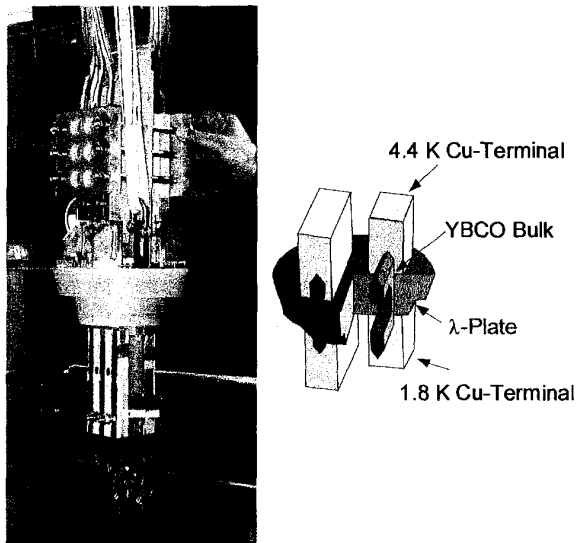 4.4 K Cu-Terminal
YBCO Bulk
λ-Plate
1.8 K Cu-Terminal